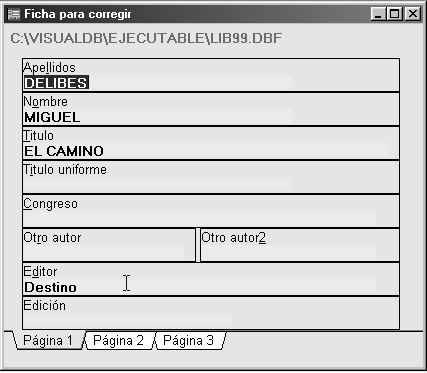 Ficha para corregir
C:\VISUALDB\EJECUTABLE\LIB99.DBF
Apellidos
DELIBES
Nombre
MIGUEL
Titulo
EL CAMINO
Titulo uniforme
Congreso
Otro autor Otro autor2
Editor
Destino
Edición
Página 1 Página 2 Página 3